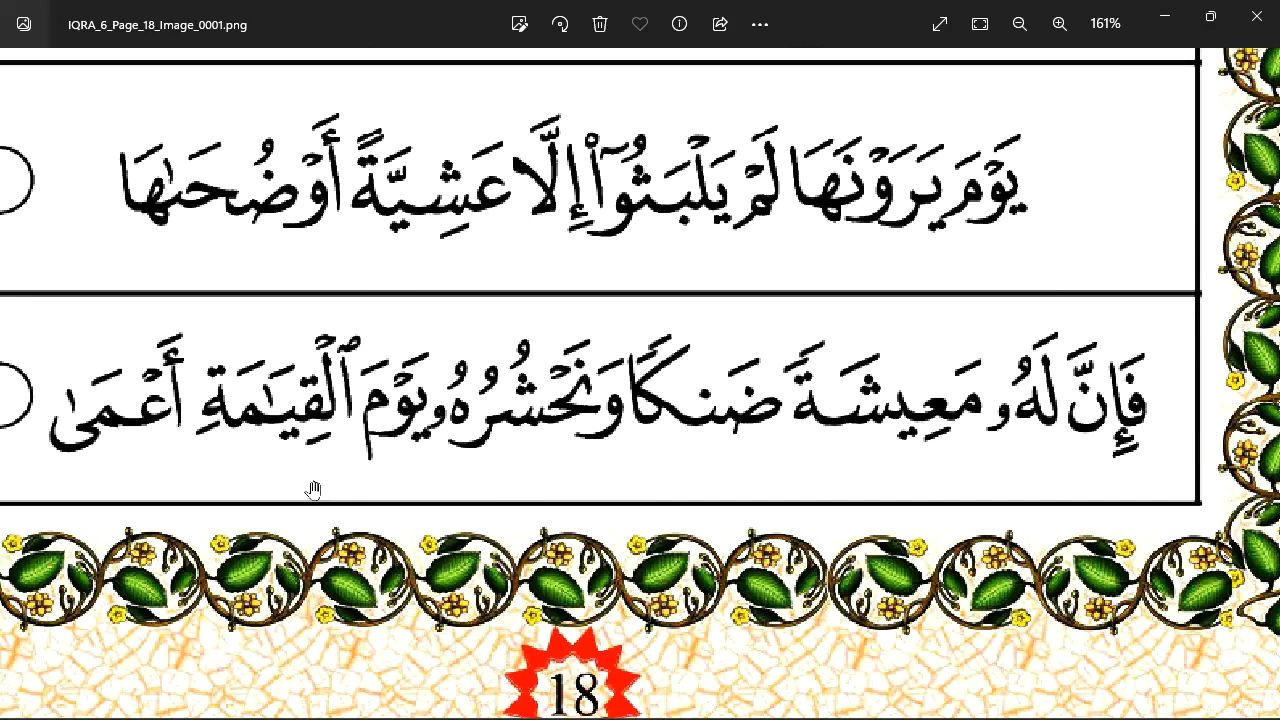 IQRA_6_Page_18_Image_0001.png
161%
يَوْمَ يَرَوْنَهَا لَمْ يَلْبَثُوٓا۟ إِلَّا عَشِيَّةً أَوْ ضُحَىٰهَا
فَإِنَّ لَهُۥ مَعِيشَةً ضَنكًا وَنَحْشُرُهُۥ يَوْمَ ٱلْقِيَـٰمَةِ أَعْمَىٰ
18